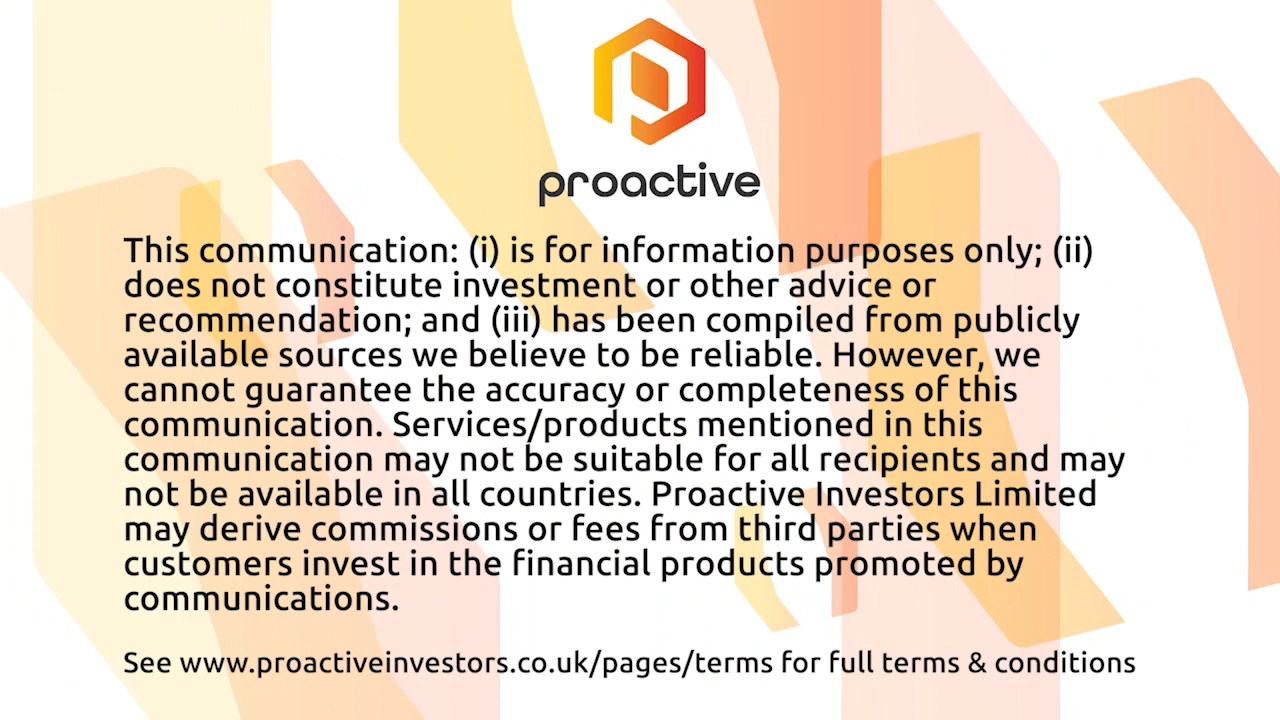 proactive
This communication: (i) is for information purposes only; (ii)
does not constitute investment or other advice or
recommendation; and (iii) has been compiled from publicly
available sources we believe to be reliable. However, we
cannot guarantee the accuracy or completeness of this
communication. Services/products mentioned in this
communication may not be suitable for all recipients and may
not be available in all countries. Proactive Investors Limited
may derive commissions or fees from third parties when
customers invest in the financial products promoted by
communications.
See www.proactiveinvestors.co.uk/pages/terms for full terms & conditions